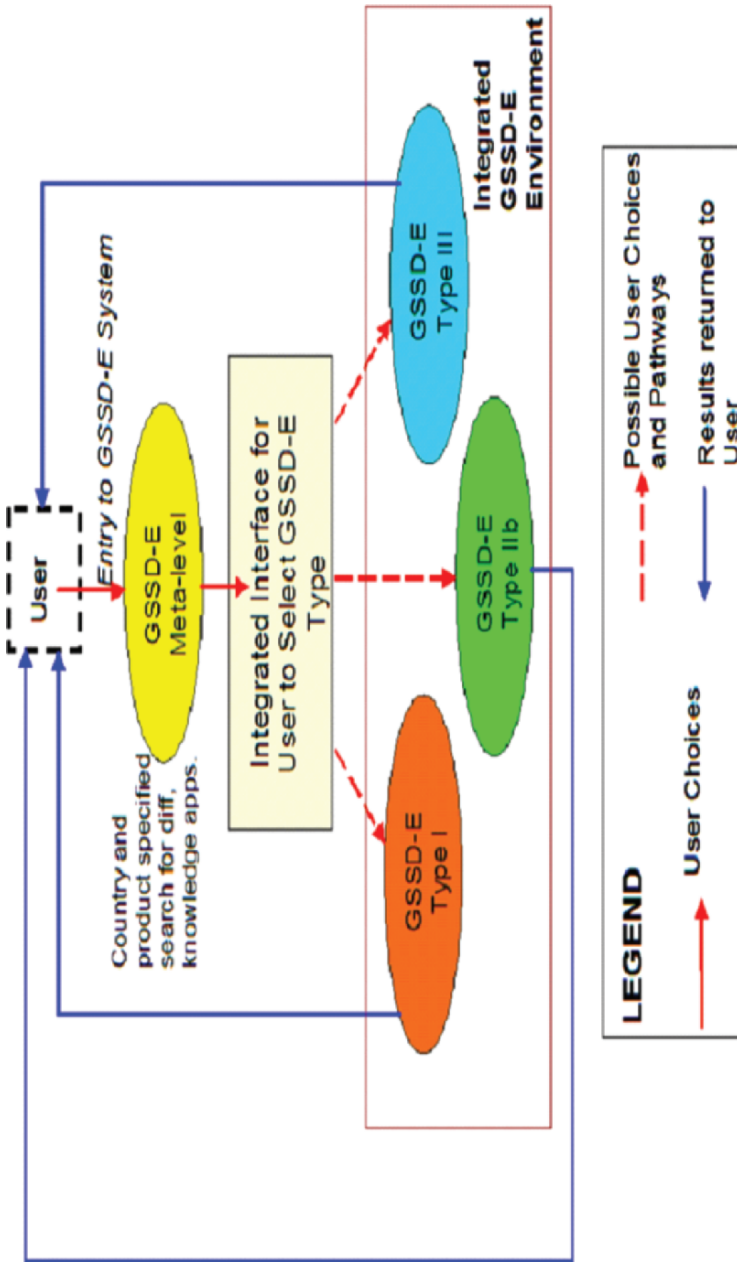 User
Entry to GSSD-E System
GSSD-E
Meta-level
Country and
product specified
search for diff,
knowledge apps.
Integrated Interface for
User to Select GSSD-E
Type
GSSD-E
Type I
GSSD-E
Type IIb
GSSD-E
Type III
Integrated
GSSD-E
Environment
LEGEND
User Choices
Possible User Choices
and Pathways
Results returned to
User